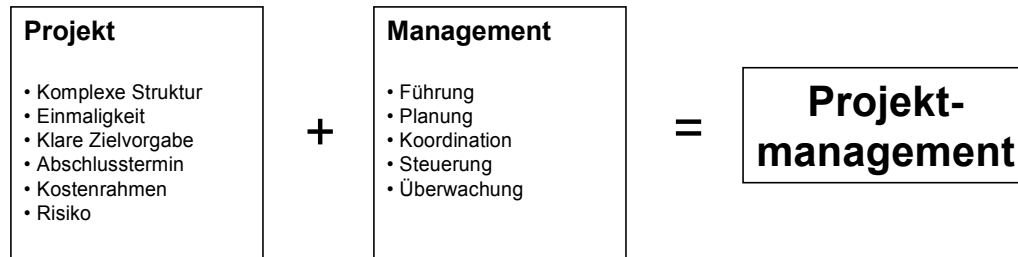 Projekt
• Komplexe Struktur
• Einmaligkeit
• Klare Zielvorgabe
• Abschlusstermin
• Kostenrahmen
• Risiko
+
Management
• Führung
• Planung
• Koordination
• Steuerung
• Überwachung
=
Projekt-
management